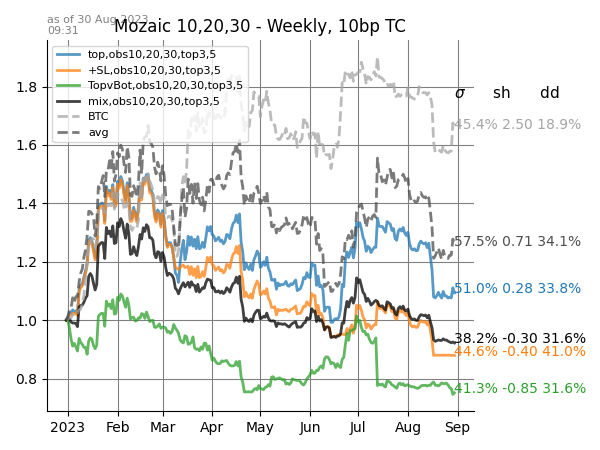 as of 30 Aug 2023
09:31
Mozaic 10,20,30 - Weekly, 10bp TC
top,obs10,20,30,top3,5
+SL,obs10,20,30,top3,5
TopvBot,obs10,20,30,top3,5
mix,obs10,20,30,top3,5
BTC
avg
σ sh dd
45.4% 2.50 18.9%
57.5% 0.71 34.1%
51.0% 0.28 33.8%
38.2% -0.30 31.6%
44.6% -0.40 41.0%
41.3% -0.85 31.6%
1.8
1.6
1.4
1.2
1.0
0.8
2023 Feb Mar Apr May Jun Jul Aug Sep